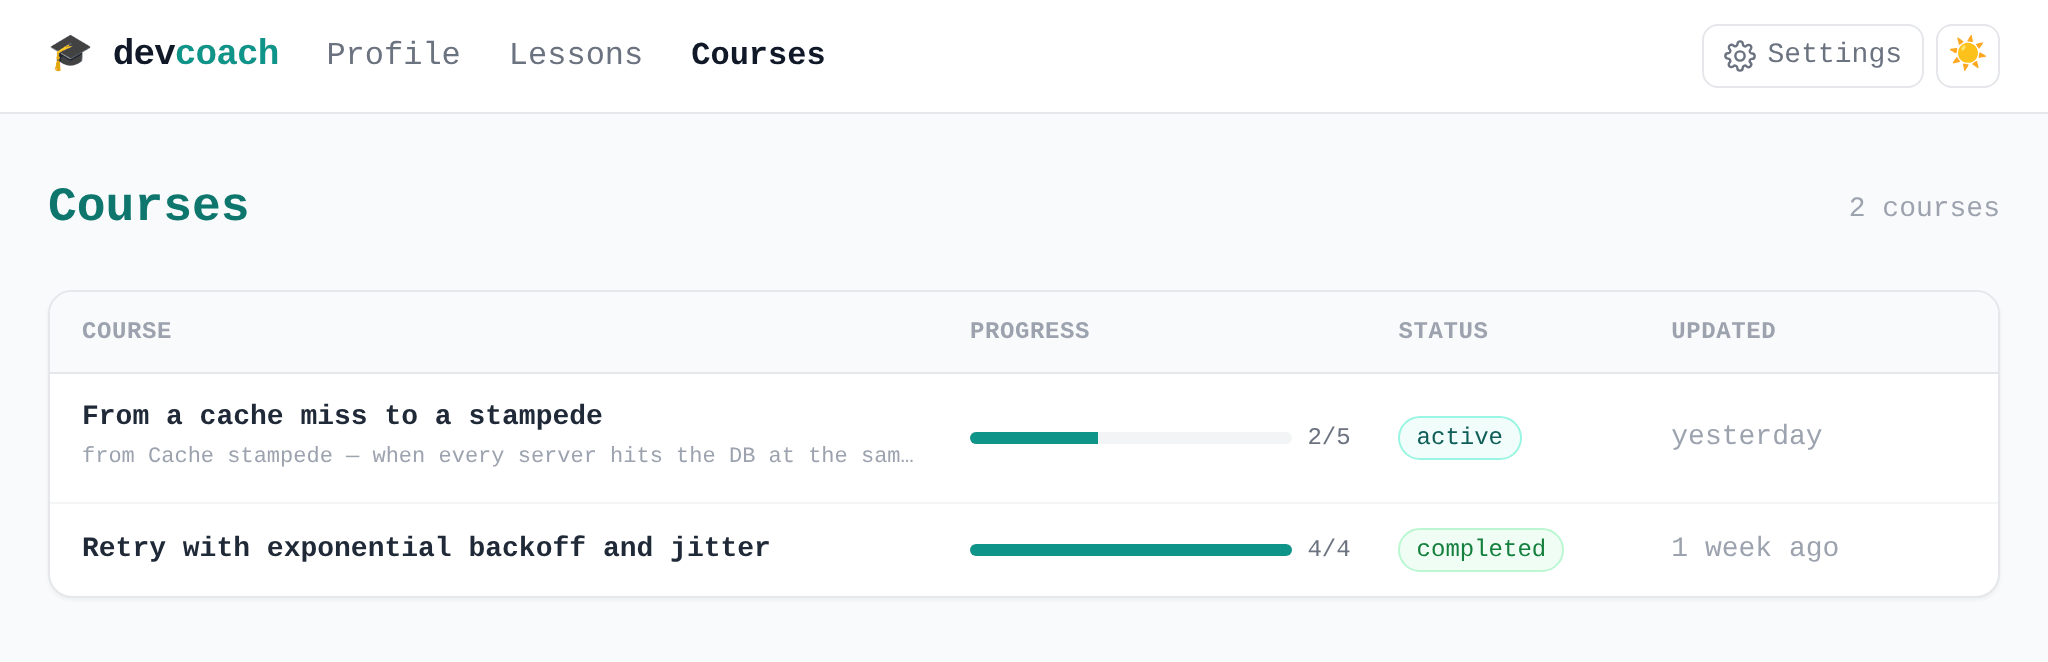 devcoach Profile Lessons Courses Settings
Courses
2 courses
COURSE PROGRESS STATUS UPDATED
From a cache miss to a stampede
from Cache stampede — when every server hits the DB at the sam…
2/5 active yesterday
Retry with exponential backoff and jitter 4/4 completed 1 week ago